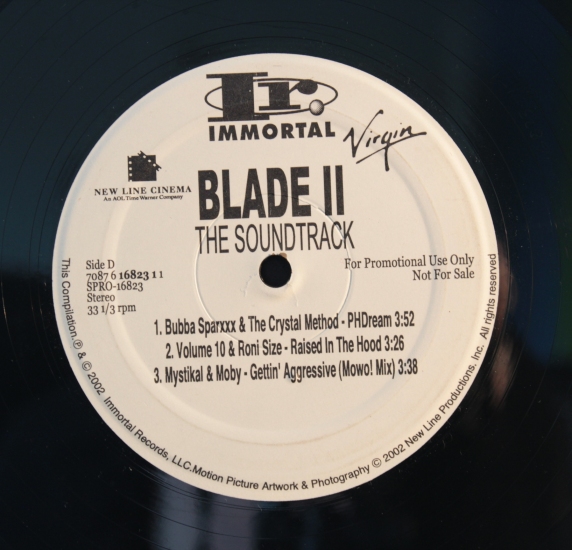 Ir.
IMMORTAL
Virgin
NEW LINE CINEMA
An AOL Time Warner Company
BLADE II
THE SOUNDTRACK
Side D
7087 6 16823 1 1
SPRO-16823
Stereo
33 1/3 rpm
For Promotional Use Only
Not For Sale
1. Bubba Sparxxx & The Crystal Method - PHDream 3:52
2. Volume 10 & Roni Size - Raised In The Hood 3:26
3. Mystikal & Moby - Gettin' Aggressive (Mowo! Mix) 3:38
This Compilation ℗ & © 2002 Immortal Records, LLC.Motion Picture Artwork & Photography © 2002 New Line Productions, Inc. All rights reserved